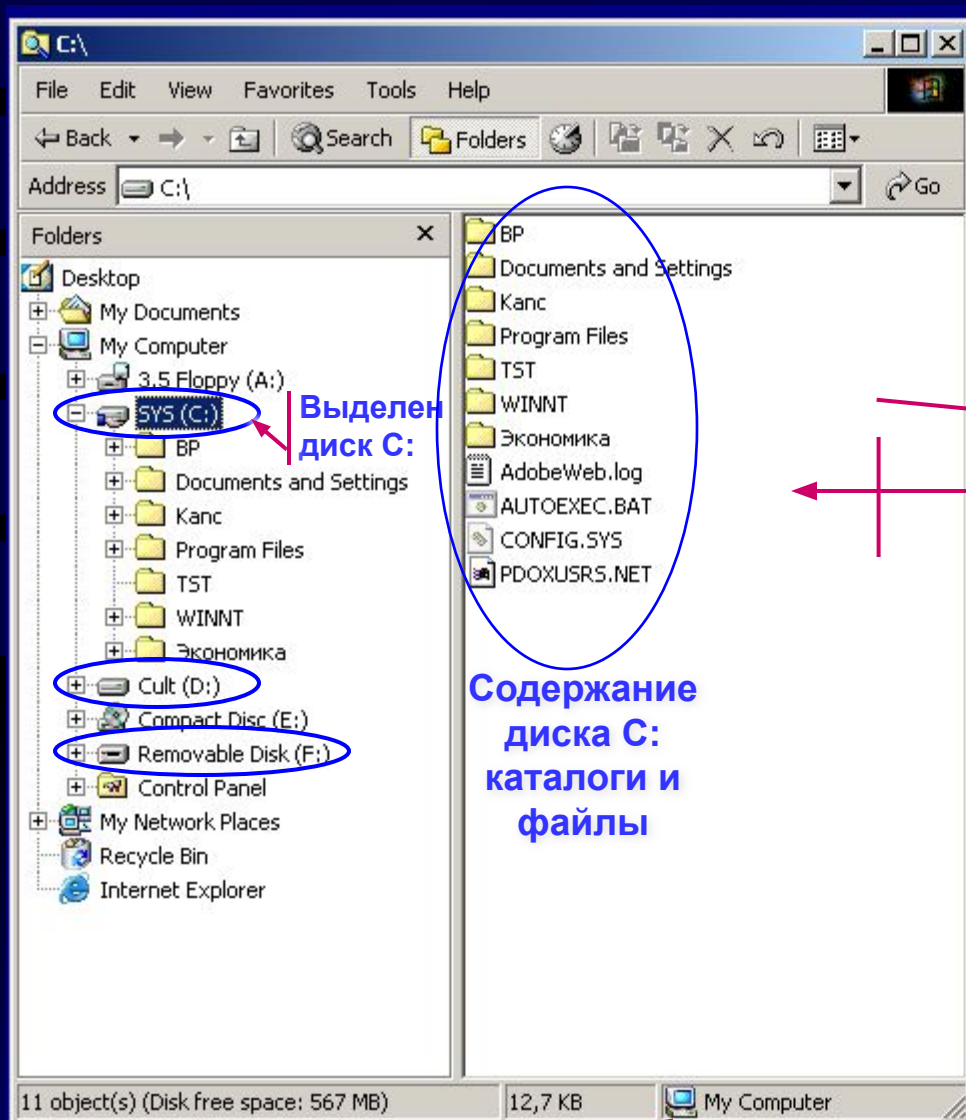 C:\
File Edit View Favorites Tools Help
Back Search Folders
Address C:\ Go
Folders
Desktop
My Documents
My Computer
3.5 Floppy (A:)
SYS (C:)
BP
Documents and Settings
Kanc
Program Files
TST
WINNT
Экономика
Cult (D:)
Compact Disc (E:)
Removable Disk (F:)
Control Panel
My Network Places
Recycle Bin
Internet Explorer
Выделен
диск C:
BP
Documents and Settings
Kanc
Program Files
TST
WINNT
Экономика
AdobeWeb.log
AUTOEXEC.BAT
CONFIG.SYS
PDOXUSRS.NET
Содержание
диска C:
каталоги и
файлы
11 object(s) (Disk free space: 567 MB) 12,7 KB My Computer